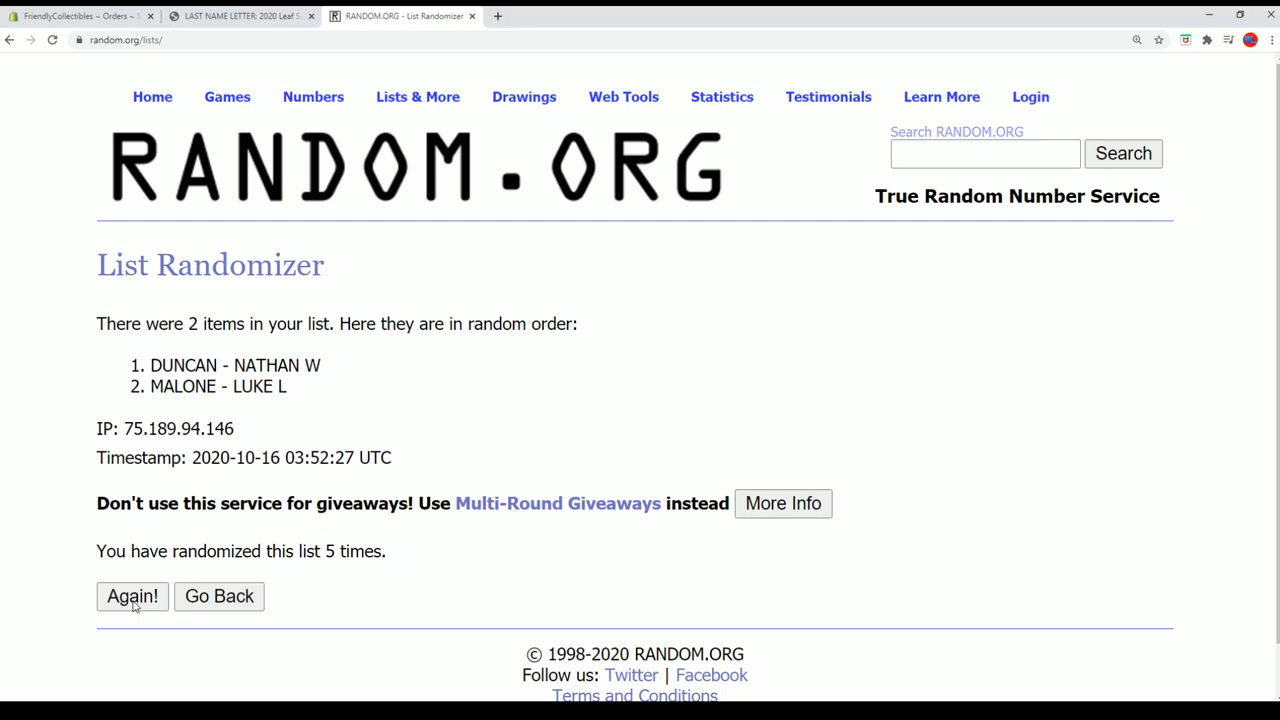 FriendlyCollectibles ~ Orders ~ S
LAST NAME LETTER: 2020 Leaf S
RANDOM.ORG - List Randomizer
random.org/lists/
Home Games Numbers Lists & More Drawings Web Tools Statistics Testimonials Learn More Login
RANDOM.ORG
Search RANDOM.ORG
Search
True Random Number Service
List Randomizer
There were 2 items in your list. Here they are in random order:
1. DUNCAN - NATHAN W
2. MALONE - LUKE L
IP: 75.189.94.146
Timestamp: 2020-10-16 03:52:27 UTC
Don't use this service for giveaways! Use Multi-Round Giveaways instead More Info
You have randomized this list 5 times.
Again! Go Back
© 1998-2020 RANDOM.ORG
Follow us: Twitter | Facebook
Terms and Conditions